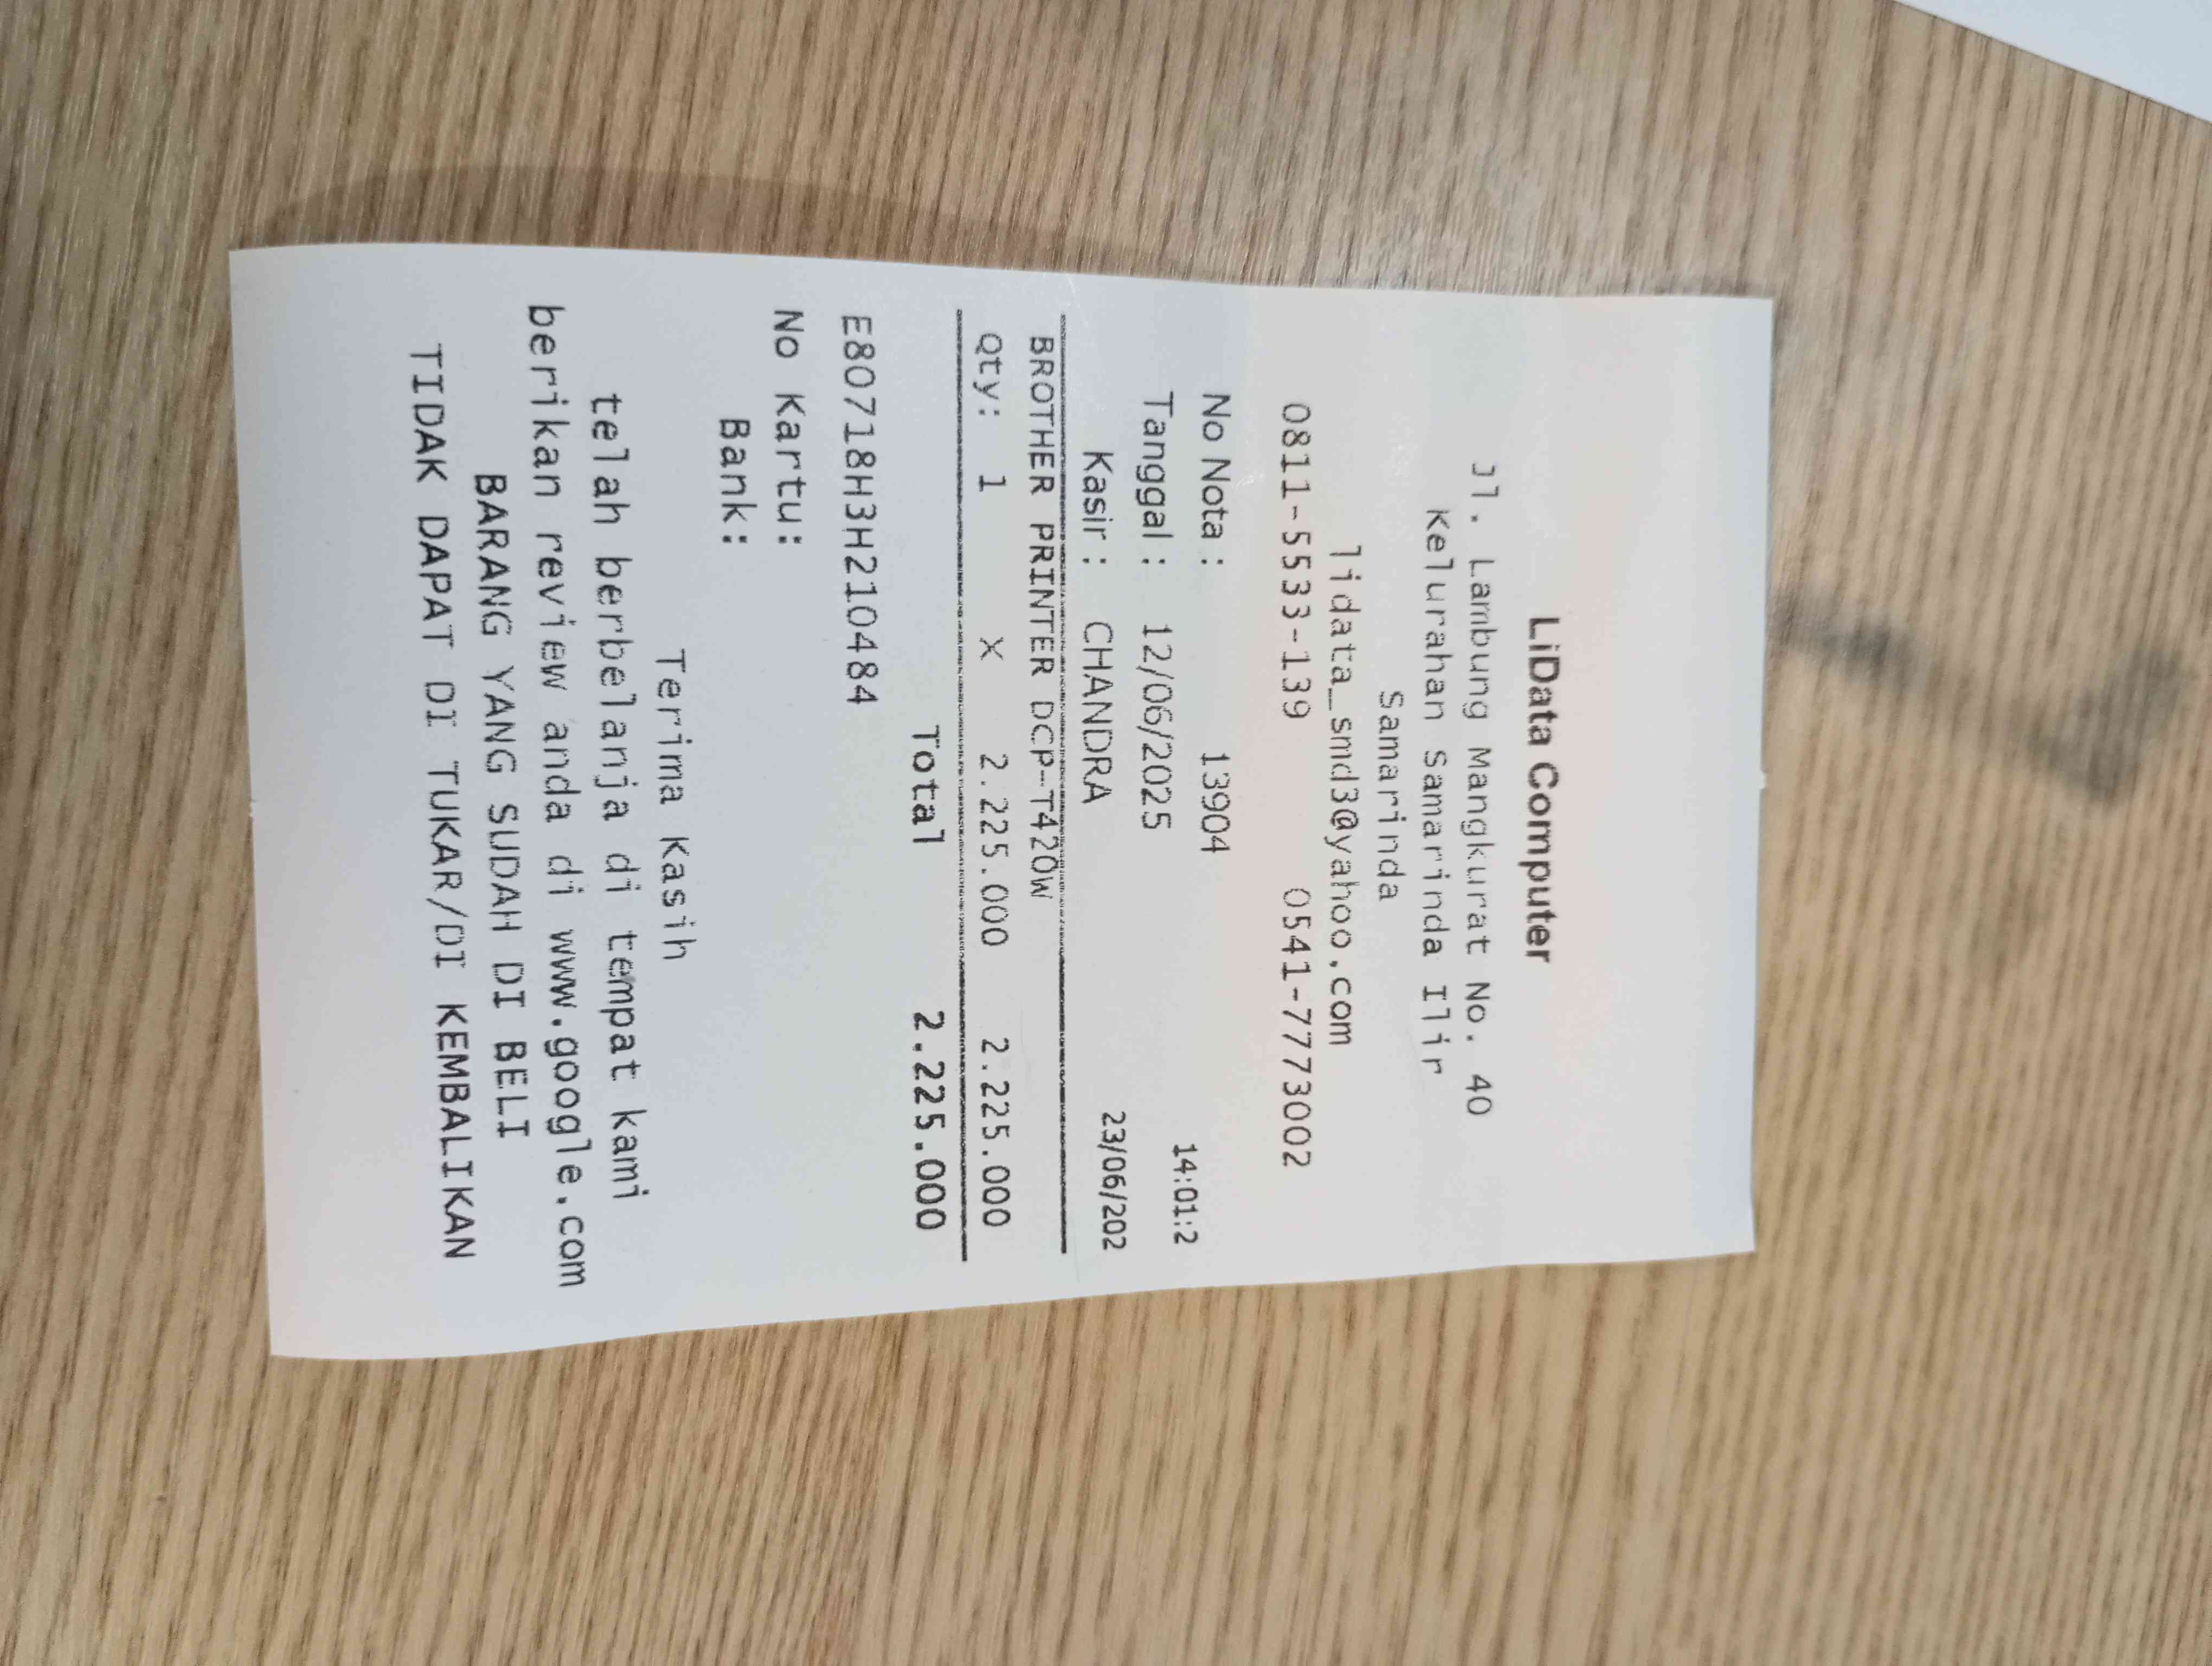 LiData Computer
Jl. Lambung Mangkurat No. 40
Kelurahan Samarinda Ilir
Samarinda
lidata_smd3@yahoo.com
0811-5533-139 0541-7773002
No Nota : 13904
14:01:2
Tanggal : 12/06/2025
Kasir : CHANDRA 23/06/202
BROTHER PRINTER DCP-T420W
Qty: 1 X 2.225.000 2.225.000
Total 2.225.000
E80718H3H210484
No Kartu:
Bank:
Terima Kasih
telah berbelanja di tempat kami
berikan review anda di www.google.com
BARANG YANG SUDAH DI BELI
TIDAK DAPAT DI TUKAR/DI KEMBALIKAN